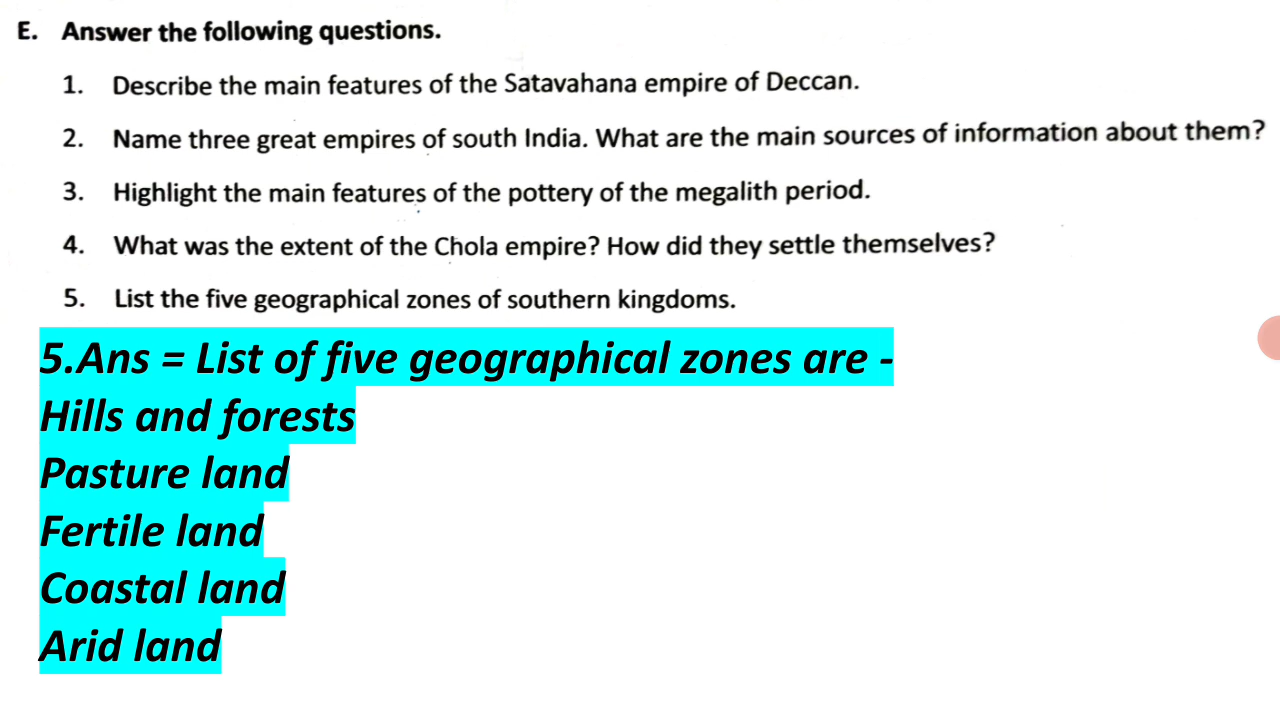 E. Answer the following questions.
1. Describe the main features of the Satavahana empire of Deccan.
2. Name three great empires of south India. What are the main sources of information about them?
3. Highlight the main features of the pottery of the megalith period.
4. What was the extent of the Chola empire? How did they settle themselves?
5. List the five geographical zones of southern kingdoms.
5.Ans = List of five geographical zones are -
Hills and forests
Pasture land
Fertile land
Coastal land
Arid land